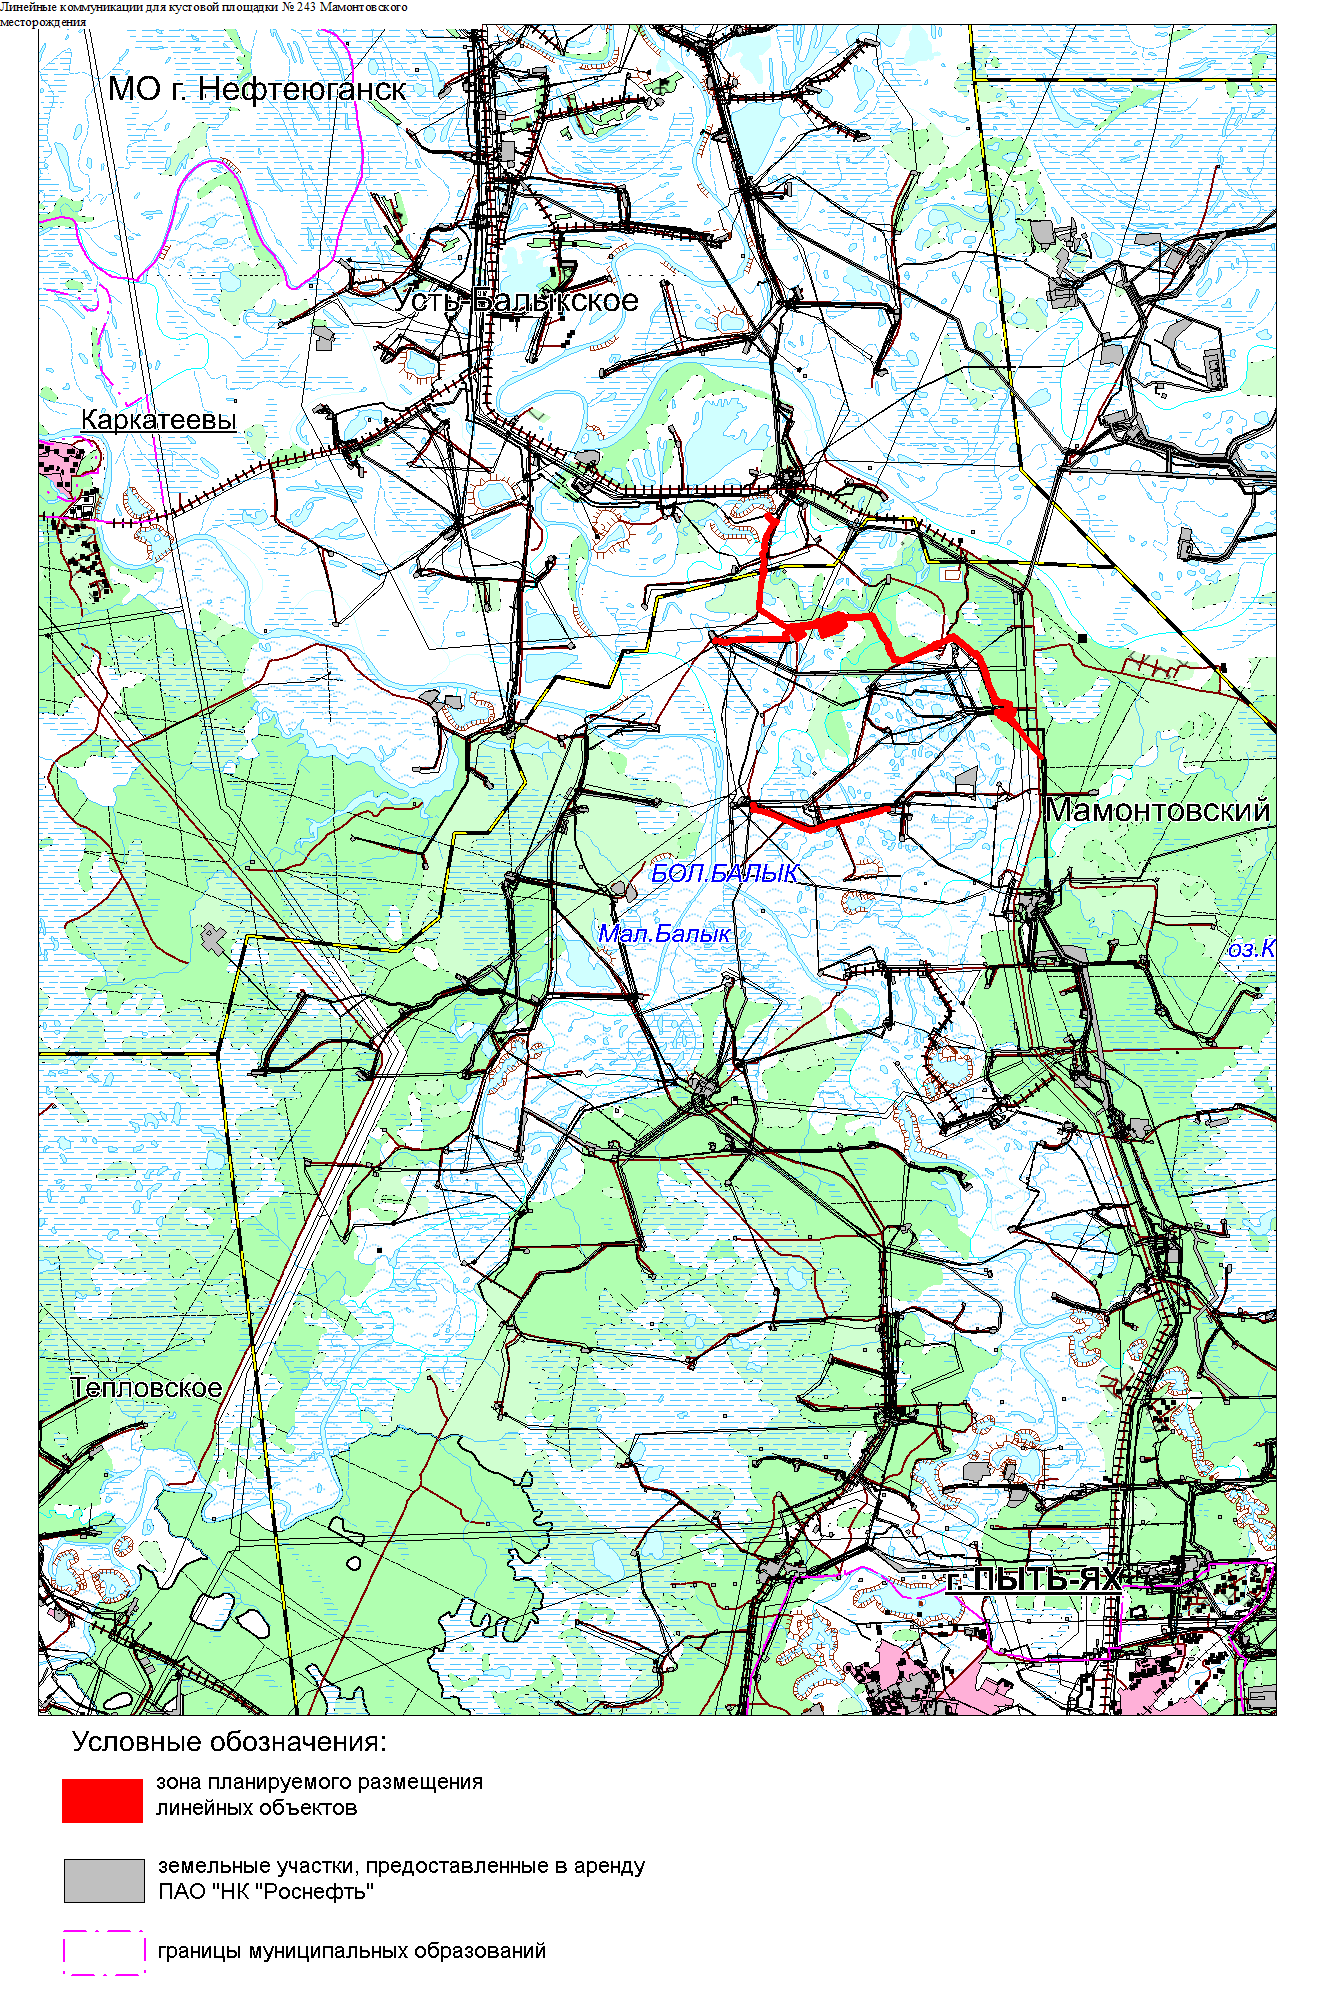 Линейные коммуникации для кустовой площадки № 243 Мамонтовского
месторождения
МО г. Нефтеюганск
Усть-Балыкское
Каркатеевы
Мамонтовский
БОЛ.БАЛЫК
Мал.Балык
оз.К
Тепловское
г. ПЫТЬ-ЯХ
Условные обозначения:
зона планируемого размещения
линейных объектов
земельные участки, предоставленные в аренду
ПАО "НК "Роснефть"
границы муниципальных образований